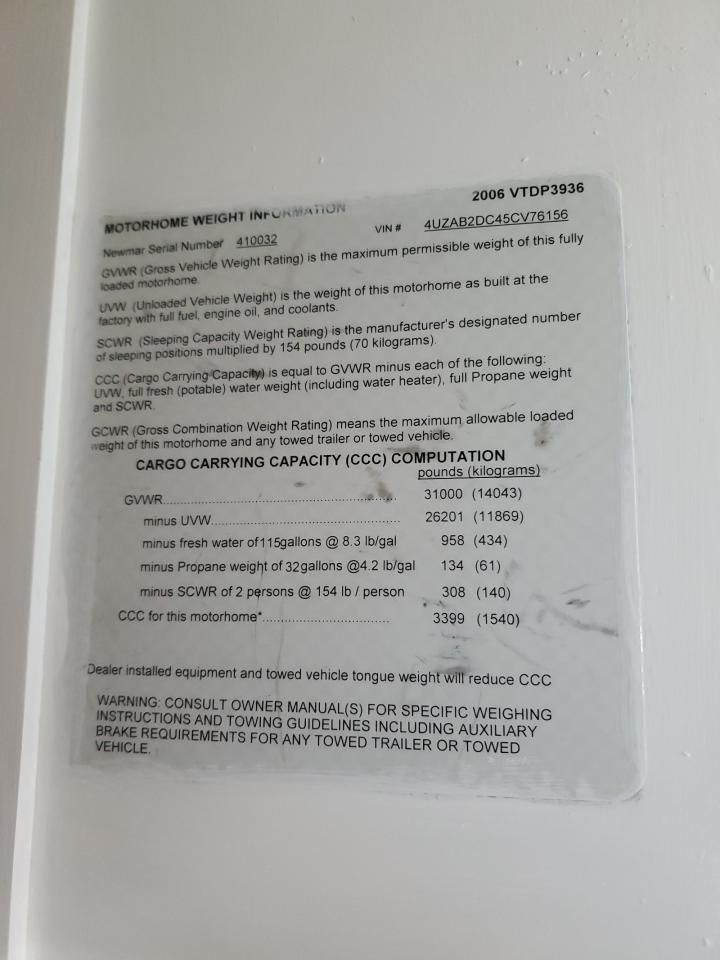 2006 VTDP3936
MOTORHOME WEIGHT INFORMATION
Newmar Serial Number 410032 VIN # 4UZAB2DC45CV76156
GVWR (Gross Vehicle Weight Rating) is the maximum permissible weight of this fully
loaded motorhome.
UVW (Unloaded Vehicle Weight) is the weight of this motorhome as built at the
factory with full fuel, engine oil, and coolants.
SCWR (Sleeping Capacity Weight Rating) is the manufacturer's designated number
of sleeping positions multiplied by 154 pounds (70 kilograms).
CCC (Cargo Carrying Capacity) is equal to GVWR minus each of the following:
UVW, full fresh (potable) water weight (including water heater), full Propane weight
and SCWR.
GCWR (Gross Combination Weight Rating) means the maximum allowable loaded
weight of this motorhome and any towed trailer or towed vehicle.
CARGO CARRYING CAPACITY (CCC) COMPUTATION
pounds (kilograms)
GVWR.................................................... 31000 (14043)
minus UVW.......................................... 26201 (11869)
minus fresh water of 115gallons @ 8.3 lb/gal 958 (434)
minus Propane weight of 32gallons @4.2 lb/gal 134 (61)
minus SCWR of 2 persons @ 154 lb / person 308 (140)
CCC for this motorhome*................................ 3399 (1540)
*Dealer installed equipment and towed vehicle tongue weight will reduce CCC
WARNING: CONSULT OWNER MANUAL(S) FOR SPECIFIC WEIGHING
INSTRUCTIONS AND TOWING GUIDELINES INCLUDING AUXILIARY
BRAKE REQUIREMENTS FOR ANY TOWED TRAILER OR TOWED
VEHICLE.